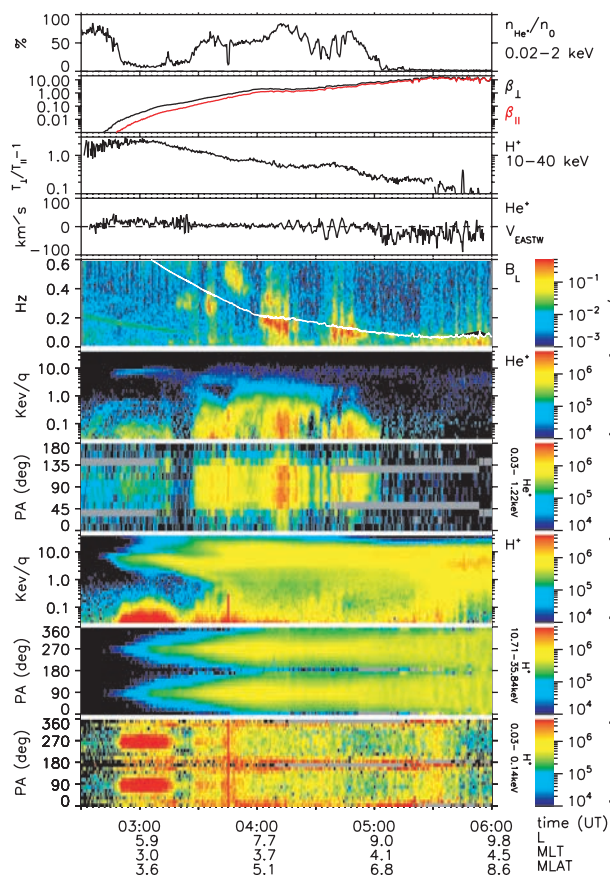 %
n_He+/n_0
0.02−2 keV
10.00
1.00
0.10
0.01
β⊥
β||
T⊥/T||−1
1.0
0.1
H+
10−40 keV
km/s
100
0
100
He+
V_EASTW
Hz
0.6
0.4
0.2
0.0
B_L
10^-1
10^-2
10^-3
Kev/q
10.0
1.0
0.1
He+
10^6
10^5
10^4
PA (deg)
180
135
90
45
0
0.03−
1.22keV
He+
10^6
10^5
10^4
Kev/q
10.0
1.0
0.1
H+
10^6
10^5
10^4
PA (deg)
360
270
180
90
0
10.71−35.84keV
H+
10^6
10^5
10^4
PA (deg)
360
270
180
90
0
0.03−
0.14keV
H+
10^6
10^5
10^4
03:00 04:00 05:00 06:00 time (UT)
5.9 7.7 9.0 9.8 L
3.0 3.7 4.1 4.5 MLT
3.6 5.1 6.8 8.6 MLAT